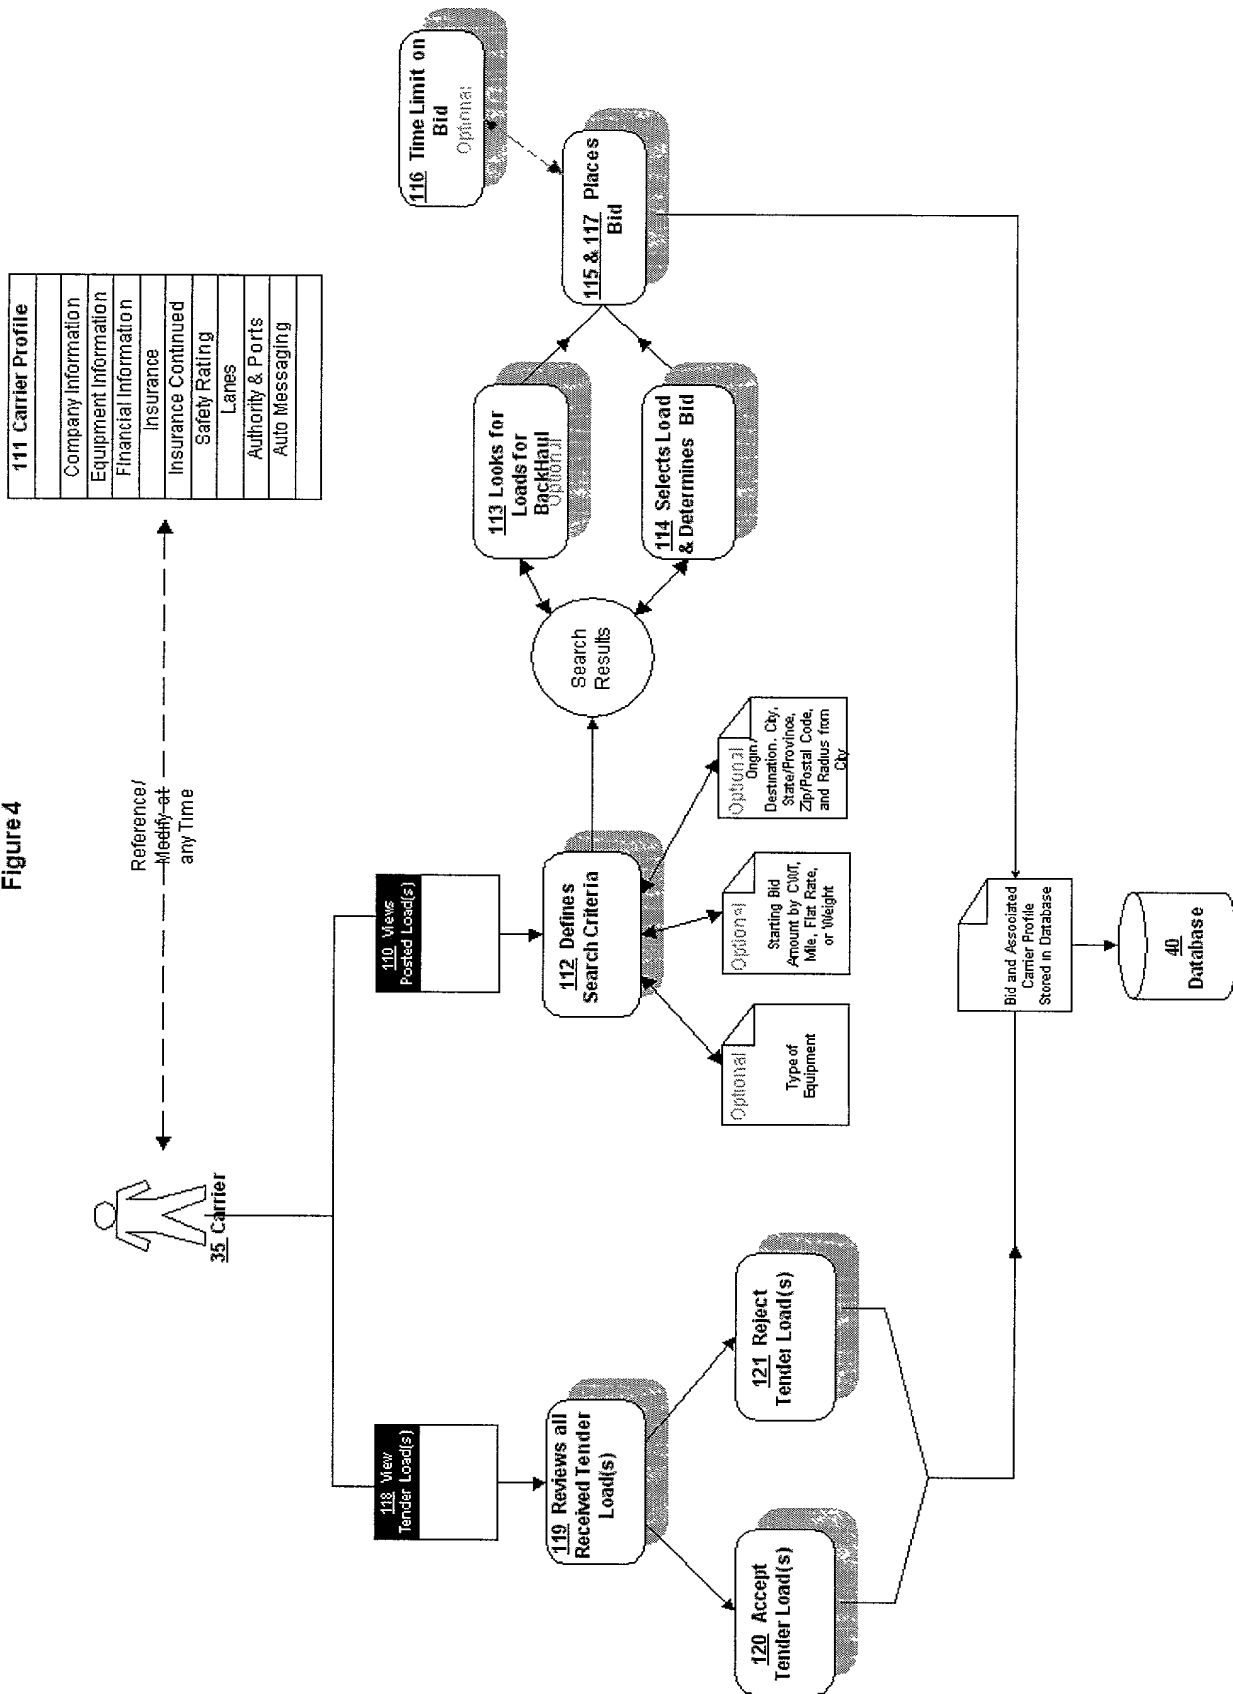 Figure 4
35 Carrier
Reference/
Modify at
any Time
111 Carrier Profile
Company Information
Equipment Information
Financial Information
Insurance
Insurance Continued
Safety Rating
Lanes
Authority & Ports
Auto Messaging
118 View
Tender Load(s)
119 Reviews all
Received Tender
Load(s)
120 Accept
Tender Load(s)
121 Reject
Tender Load(s)
110 Views
Posted Load(s)
112 Defines
Search Criteria
Optional
Type of
Equipment
Optional
Starting Bid
Amount by CWT,
Mile, Flat Rate,
or Weight
Optional
Origin/
Destination. City,
State/Province,
Zip/Postal Code,
and Radius from
City
Search
Results
113 Looks for
Loads for
BackHaul
Optional
114 Selects Load
& Determines Bid
115 & 117 Places
Bid
116 Time Limit on
Bid
Optional
Bid and Associated
Carrier Profile
Stored in Database
40
Database